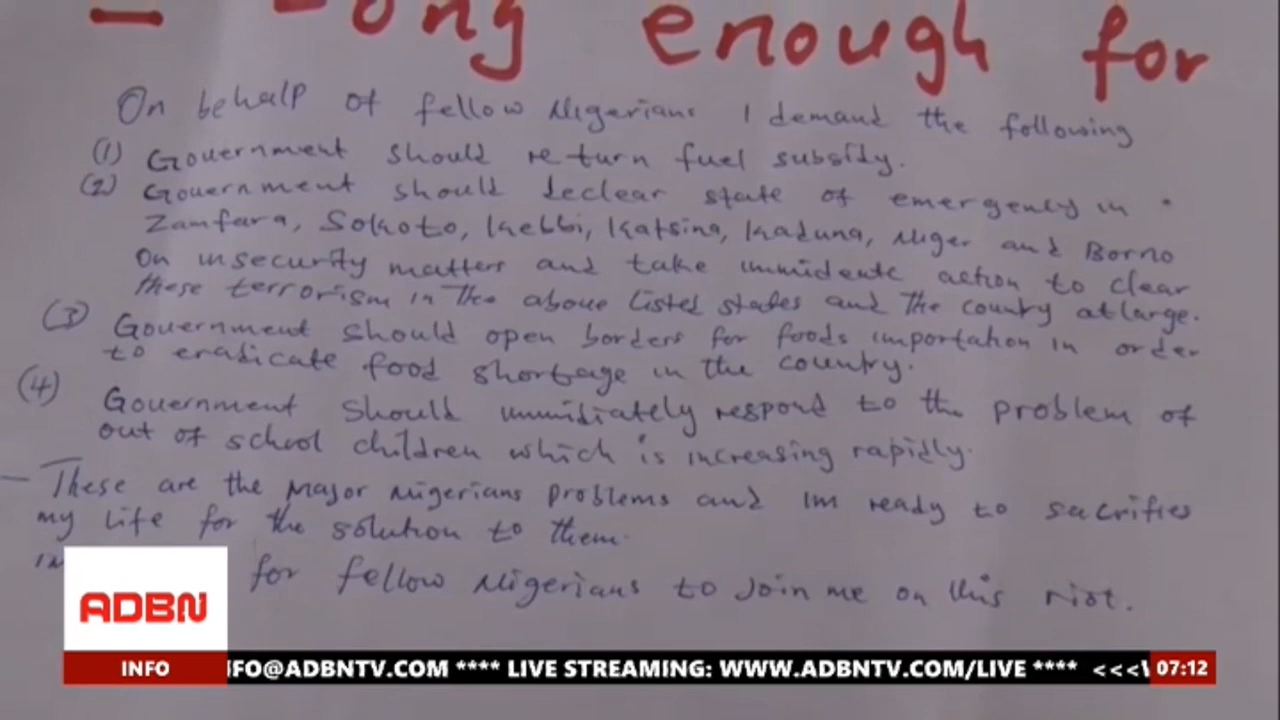 ong enough for
On behalf of fellow Nigerians I demand the following
(1) Government should return fuel subsidy.
(2) Government should declear state of emergency in
Zamfara, Sokoto, Kebbi, Katsina, Kaduna, Niger and Borno
on insecurity matters and take immidente action to clear
these terrorism in the above listed states and the county atlarge.
(3) Government should open borders for foods importation in order
to eradicate food shortage in the country.
(4) Government should immidiately respond to the problem of
out of school children which is increasing rapidly.
- These are the major Nigerians problems and Im ready to sacrifies
my life for the solution to them.
for fellow Nigerians to join me on this riot.
ADBN
INFO
NFO@ADBNTV.COM **** LIVE STREAMING: WWW.ADBNTV.COM/LIVE **** <<<
07:12